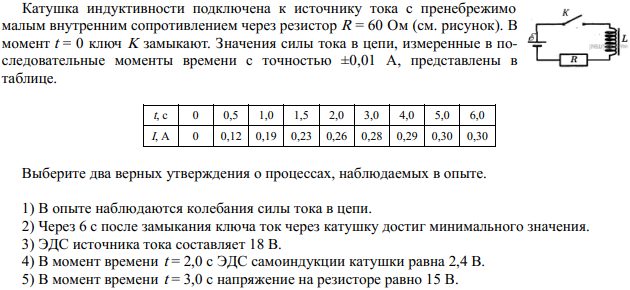 Катушка индуктивности подключена к источнику тока с пренебрежимо
малым внутренним сопротивлением через резистор R = 60 Ом (см. рисунок). В
момент t = 0 ключ K замыкают. Значения силы тока в цепи, измеренные в по-
следовательные моменты времени с точностью ±0,01 А, представлены в
таблице.
K
L
R
t, с 0 0,5 1,0 1,5 2,0 3,0 4,0 5,0 6,0
I, А 0 0,12 0,19 0,23 0,26 0,28 0,29 0,30 0,30
Выберите два верных утверждения о процессах, наблюдаемых в опыте.
1) В опыте наблюдаются колебания силы тока в цепи.
2) Через 6 с после замыкания ключа ток через катушку достиг минимального значения.
3) ЭДС источника тока составляет 18 В.
4) В момент времени t = 2,0 с ЭДС самоиндукции катушки равна 2,4 В.
5) В момент времени t = 3,0 с напряжение на резисторе равно 15 В.